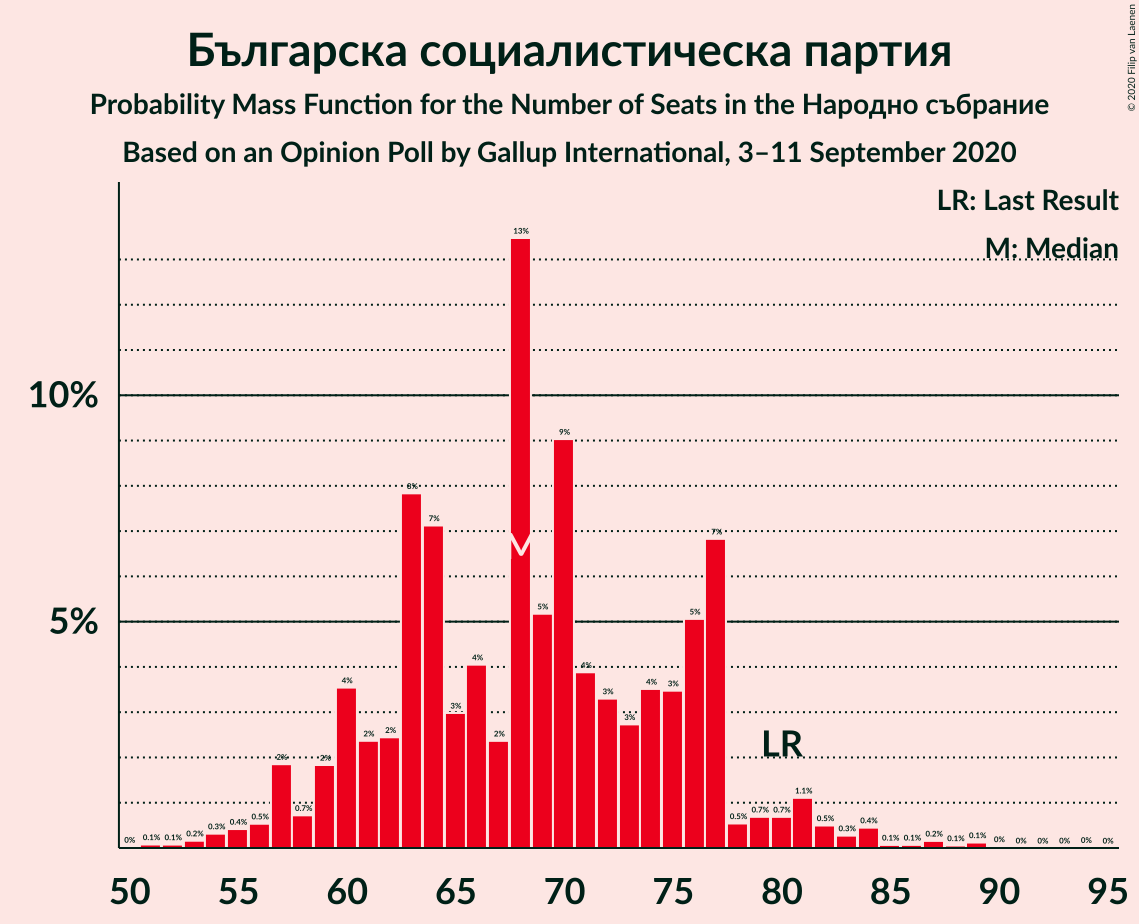 Българска социалистическа партия
Probability Mass Function for the Number of Seats in the Народно събрание
Based on an Opinion Poll by Gallup International, 3–11 September 2020
© 2020 Filip van Laenen
LR: Last Result
M: Median
10%
5%
0% 0.1% 0.1% 0.2% 0.3% 0.4% 0.5% 2% 0.7% 2% 4% 2% 2% 8% 7% 3% 4% 2% 13% 5% 9% 4% 3% 3% 4% 3% 5% 7% 0.5% 0.7% 0.7% 1.1% 0.5% 0.3% 0.4% 0.1% 0.1% 0.2% 0.1% 0.1% 0% 0% 0% 0% 0% 0%
M
LR
50 55 60 65 70 75 80 85 90 95